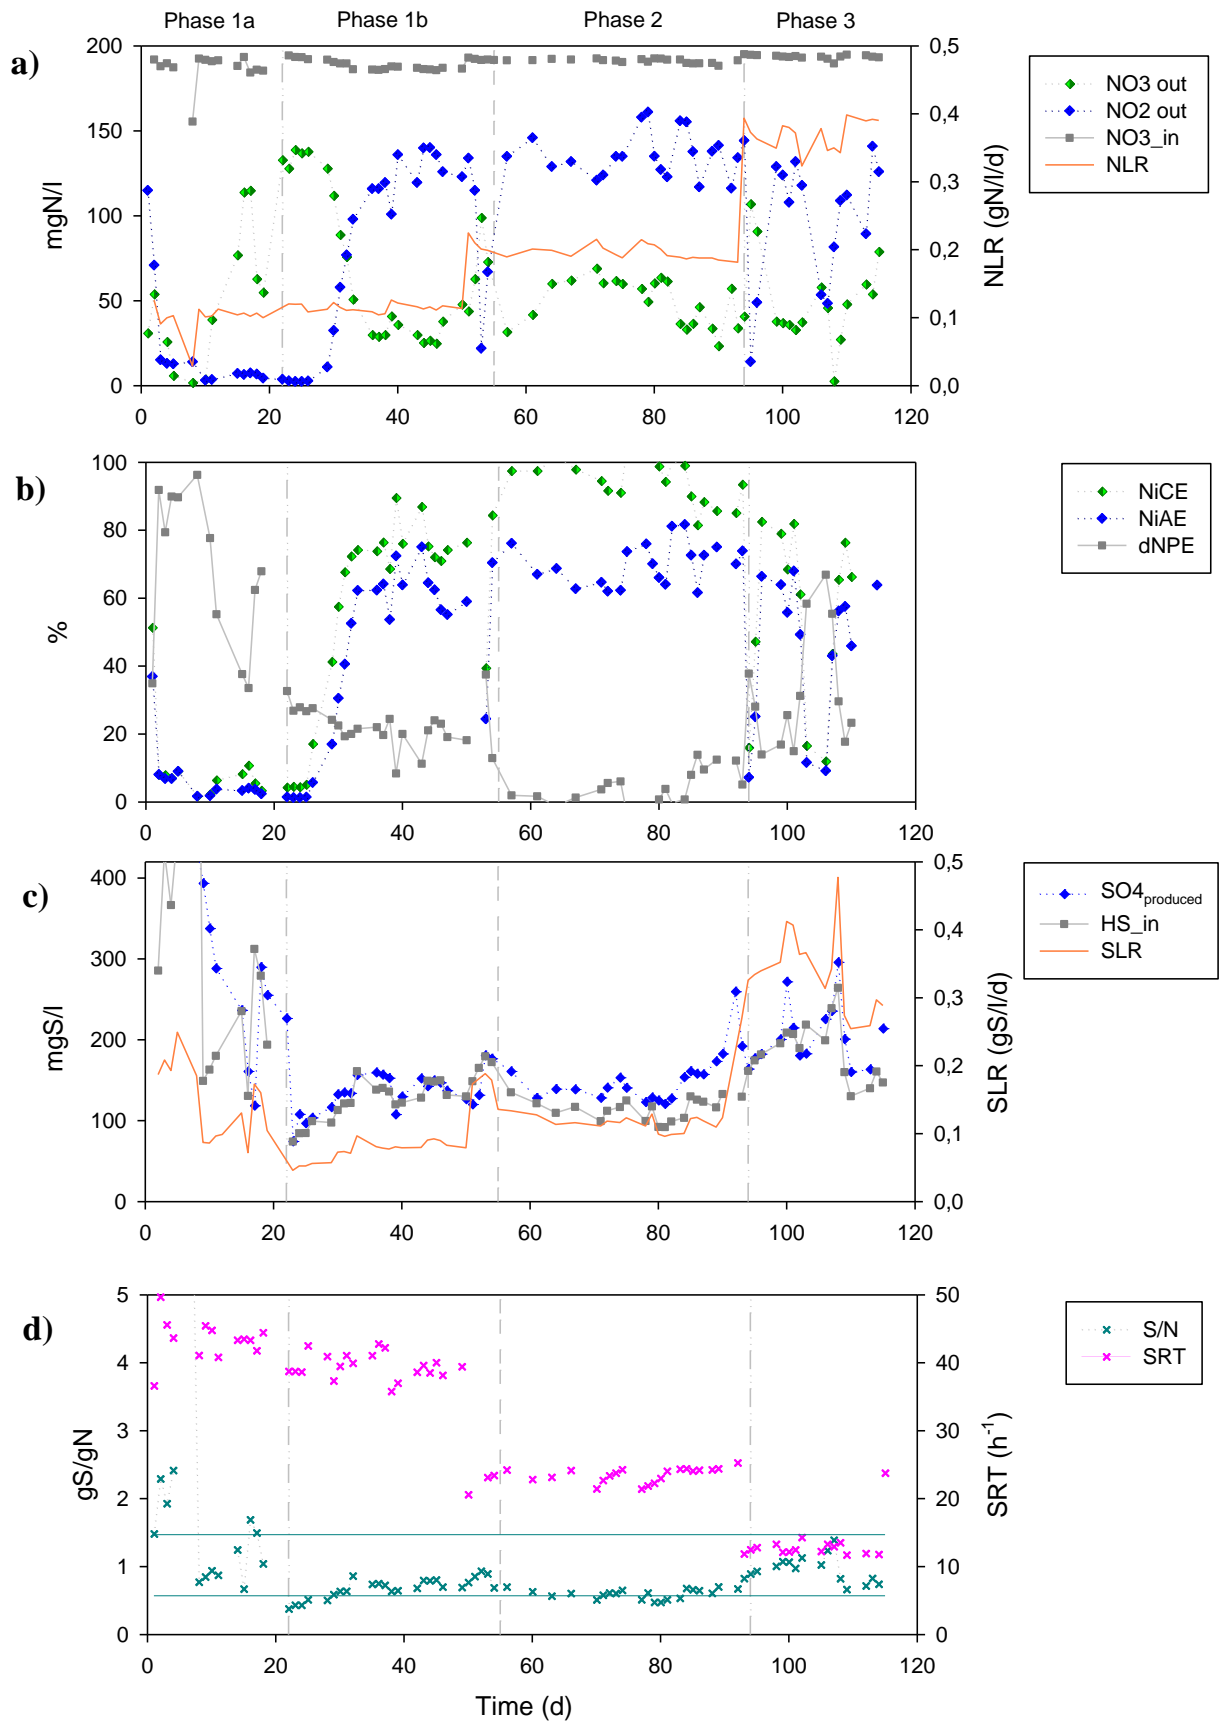 Phase 1a Phase 1b Phase 2 Phase 3
a)
200
150
100
50
0
mgN/l
0,5
0,4
0,3
0,2
0,1
0,0
NLR (gN/l/d)
0 20 40 60 80 100 120
NO3 out
NO2 out
NO3_in
NLR
b)
100
80
60
40
20
0
%
0 20 40 60 80 100 120
NiCE
NiAE
dNPE
c)
400
300
200
100
0
mgS/l
0,5
0,4
0,3
0,2
0,1
0,0
SLR (gS/l/d)
0 20 40 60 80 100 120
SO4produced
HS_in
SLR
d)
5
4
3
2
1
0
gS/gN
50
40
30
20
10
0
SRT (h-1)
0 20 40 60 80 100 120
Time (d)
S/N
SRT